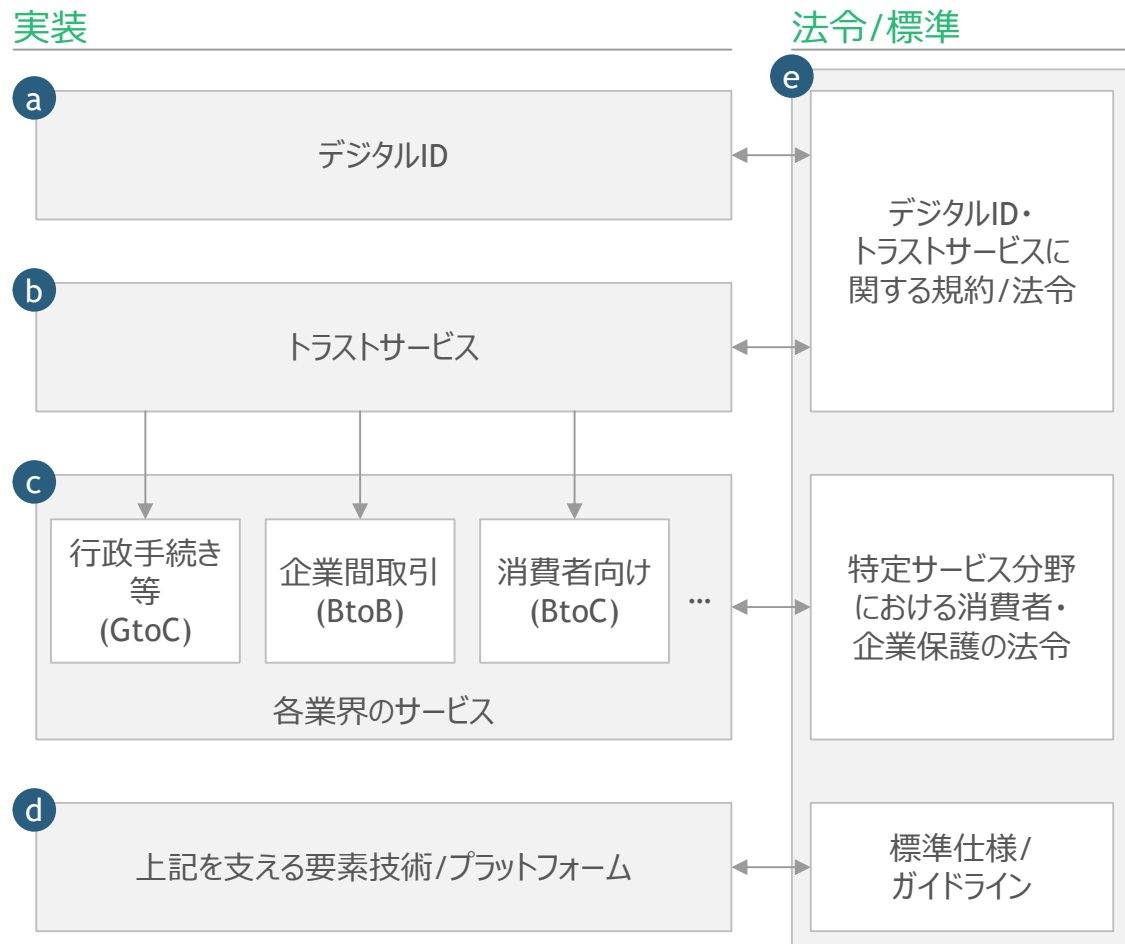 実装
法令/標準
a
デジタルID
b
トラストサービス
e
デジタルID・
トラストサービスに
関する規約/法令
c
行政手続き
等
(GtoC)
企業間取引
(BtoB)
消費者向け
(BtoC)
…
各業界のサービス
特定サービス分野
における消費者・
企業保護の法令
d
上記を支える要素技術/プラットフォーム
標準仕様/
ガイドライン